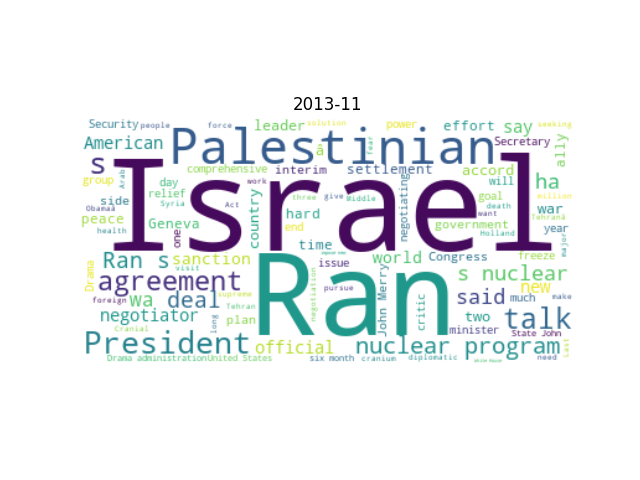 2013-11
Security people force leader solution power effort say seeking
American Palestinian fear Secretary ally
s à
group Arab comprehensive interim settlement accord ha
Israel
side day relief Syria work three give Middle negotiating goal will death million
Obamaa Act want war Tehrana
peace Geneva one country hard end government Holland year
health time
Ran s sanction world Congress freeze major
Drama visit issue s nuclear
agreement Ran
foreign wa deal supreme pursue John Merry critic said much new make
negotiator Tehran plan negotiation two talk
Cranial long minister State John Last
President official nuclear program
Drama administration United States six month cranium diplomatic White House need